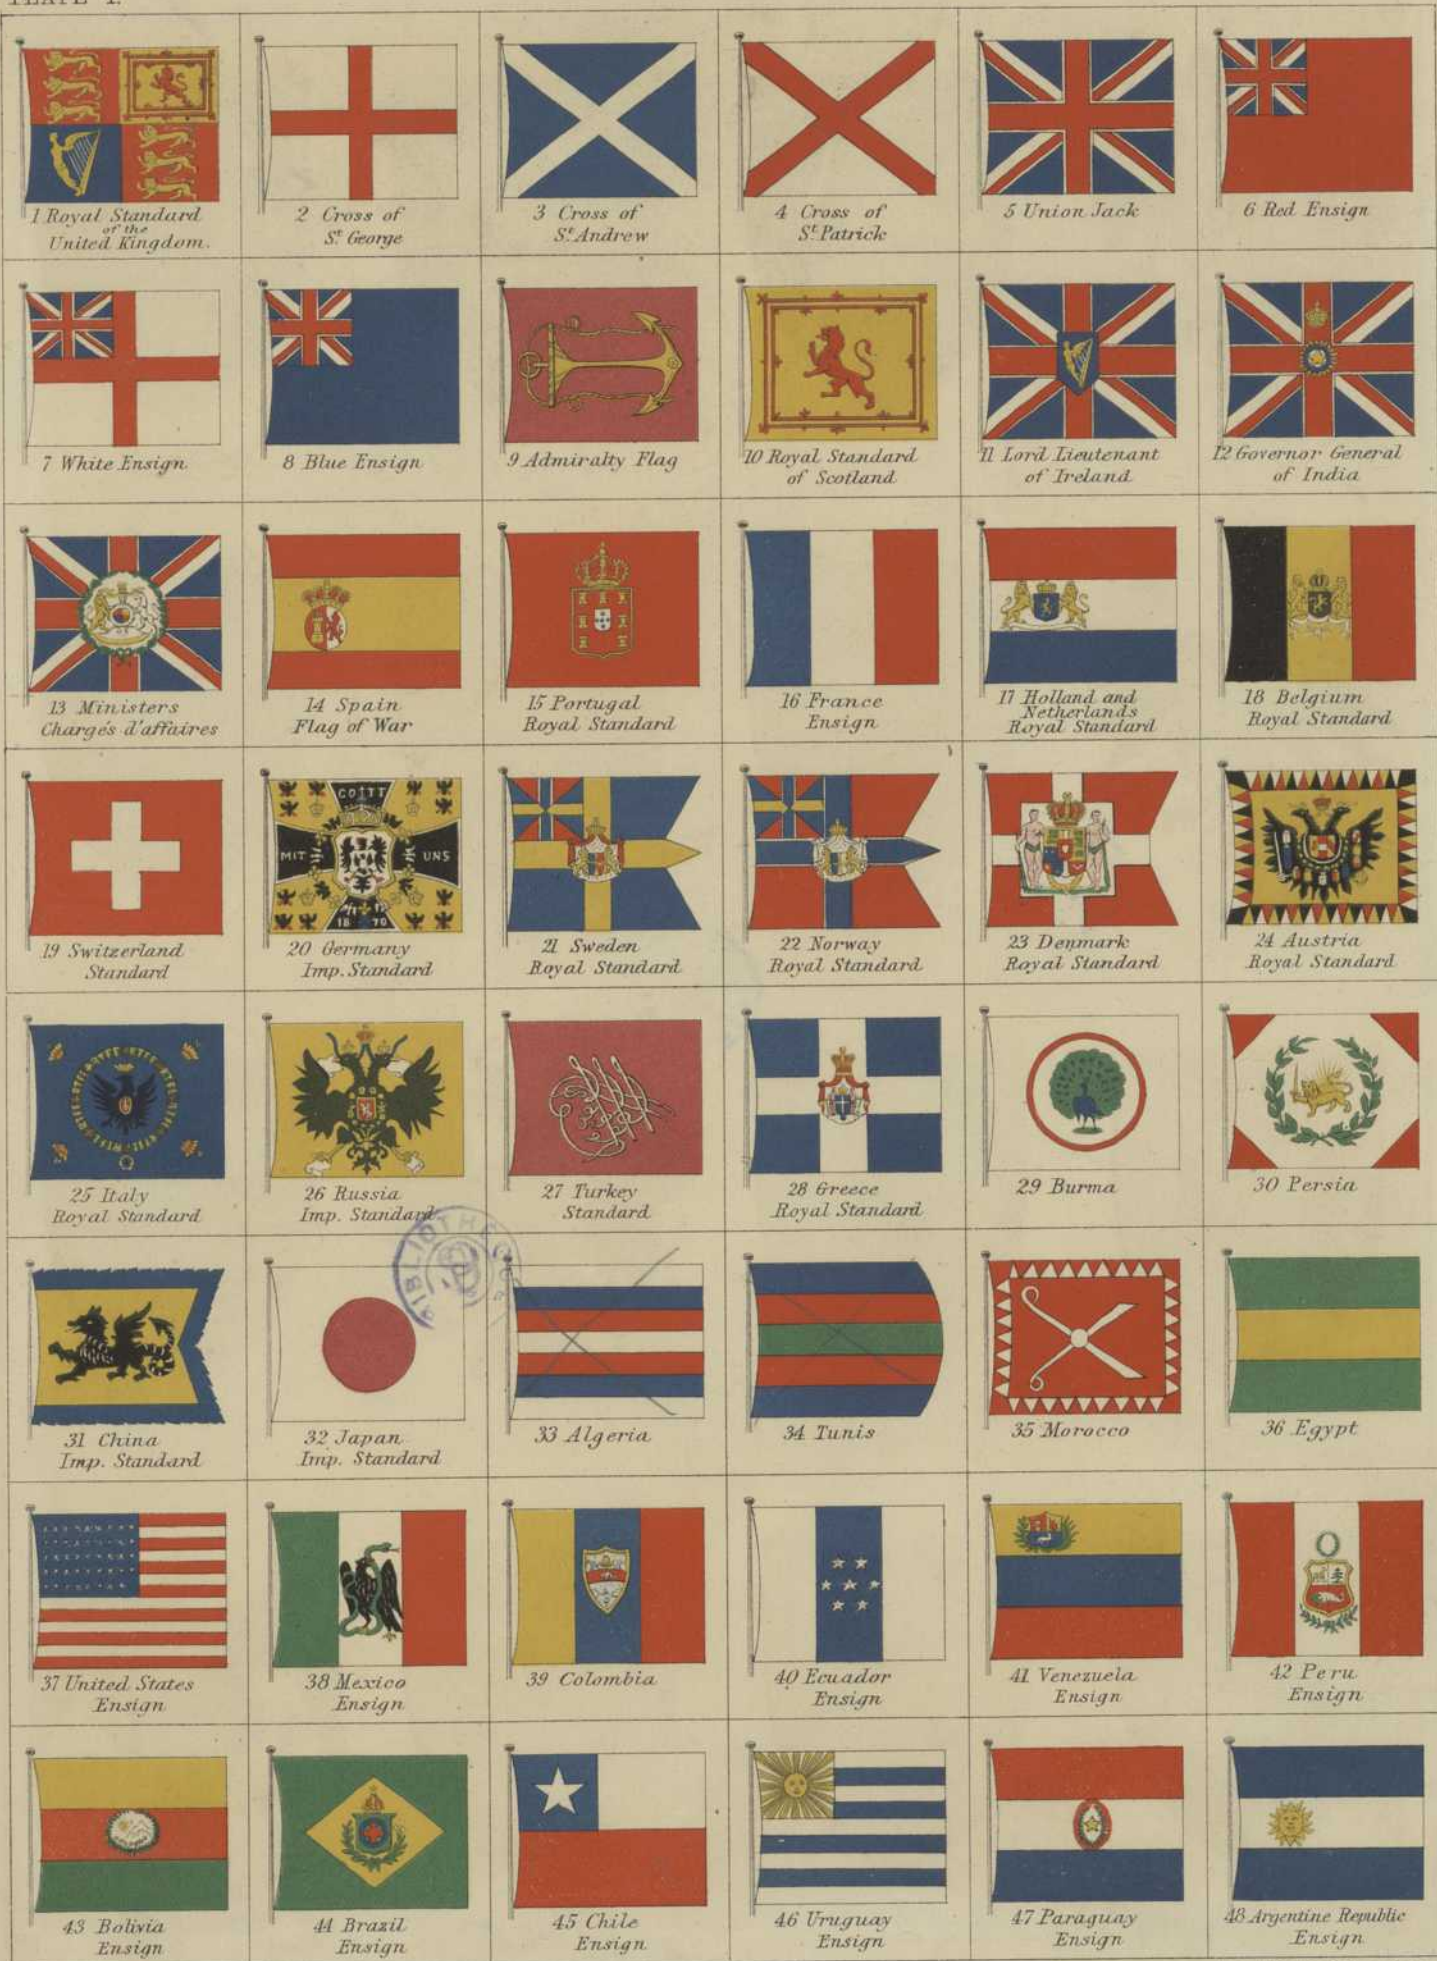 PLATE 1.
1 Royal Standard
of the
United Kingdom.
2 Cross of
St. George
3 Cross of
St. Andrew
4 Cross of
St. Patrick
5 Union Jack
6 Red Ensign
7 White Ensign
8 Blue Ensign
9 Admiralty Flag
10 Royal Standard
of Scotland
11 Lord Lieutenant
of Ireland
12 Governor General
of India
13 Ministers
Chargés d'affaires
14 Spain
Flag of War
15 Portugal
Royal Standard
16 France
Ensign
17 Holland and
Netherlands
Royal Standard
18 Belgium
Royal Standard
19 Switzerland
Standard
GOTT
MIT UNS
1870
20 Germany
Imp. Standard
21 Sweden
Royal Standard
22 Norway
Royal Standard
23 Denmark
Royal Standard
24 Austria
Royal Standard
25 Italy
Royal Standard
26 Russia
Imp. Standard
27 Turkey
Standard
28 Greece
Royal Standard
29 Burma
30 Persia
BIBLIOTHEQUE
31 China
Imp. Standard
32 Japan
Imp. Standard
33 Algeria
34 Tunis
35 Morocco
36 Egypt
37 United States
Ensign
38 Mexico
Ensign
39 Colombia
40 Ecuador
Ensign
41 Venezuela
Ensign
42 Peru
Ensign
43 Bolivia
Ensign
44 Brazil
Ensign
45 Chile
Ensign
46 Uruguay
Ensign
47 Paraguay
Ensign
48 Argentine Republic
Ensign